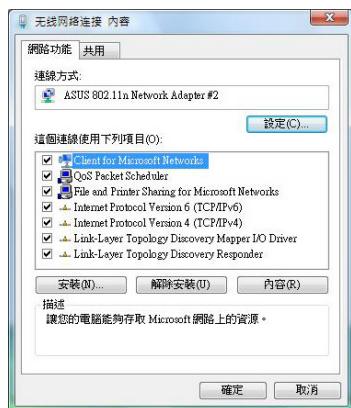 无线网络连接 内容
網路功能 共用
連線方式:
ASUS 802.11n Network Adapter #2
設定(C)...
這個連線使用下列項目(O):
Client for Microsoft Networks
QoS Packet Scheduler
File and Printer Sharing for Microsoft Networks
Internet Protocol Version 6 (TCP/IPv6)
Internet Protocol Version 4 (TCP/IPv4)
Link-Layer Topology Discovery Mapper I/O Driver
Link-Layer Topology Discovery Responder
安裝(N)... 解除安裝(U) 內容(R)
描述
讓您的電腦能夠存取 Microsoft 網路上的資源。
確定 取消